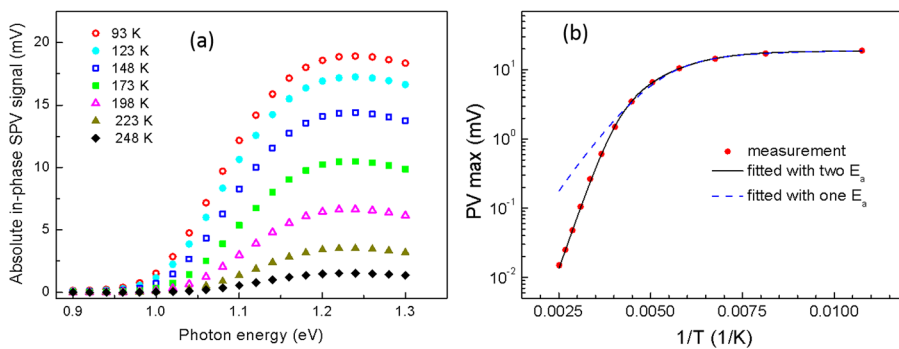 (a)
93 K
123 K
148 K
173 K
198 K
223 K
248 K
Absolute in-phase SPV signal (mV)
20
15
10
5
0
0.9 1.0 1.1 1.2 1.3
Photon energy (eV)
(b)
PV max (mV)
10¹
10⁰
10⁻¹
10⁻²
measurement
fitted with two Eₐ
fitted with one Eₐ
0.0025 0.0050 0.0075 0.0100
1/T (1/K)